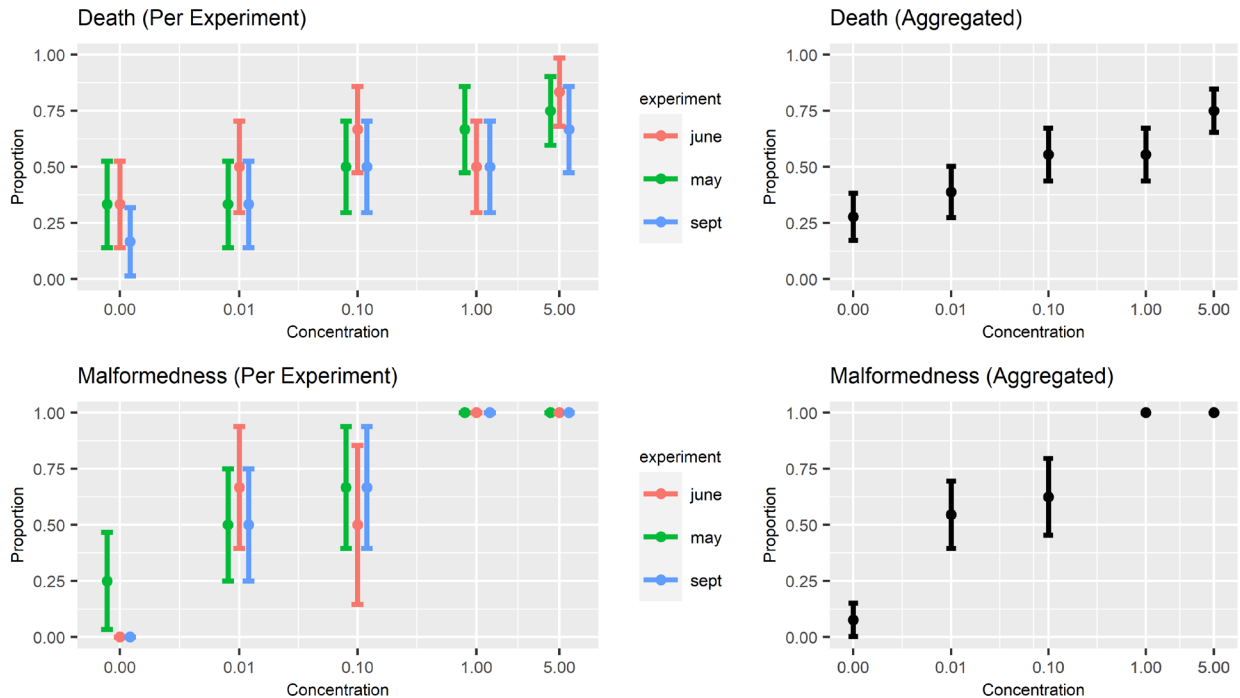 Death (Per Experiment)
Proportion
1.00
0.75
0.50
0.25
0.00
0.00 0.01 0.10 1.00 5.00
Concentration
experiment
june
may
sept
Death (Aggregated)
Proportion
1.00
0.75
0.50
0.25
0.00
0.00 0.01 0.10 1.00 5.00
Concentration
Malformedness (Per Experiment)
Proportion
1.00
0.75
0.50
0.25
0.00
0.00 0.01 0.10 1.00 5.00
Concentration
experiment
june
may
sept
Malformedness (Aggregated)
Proportion
1.00
0.75
0.50
0.25
0.00
0.00 0.01 0.10 1.00 5.00
Concentration